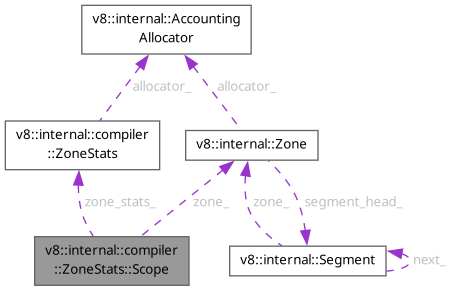 v8::internal::Accounting
Allocator
allocator_
allocator_
v8::internal::compiler
::ZoneStats
v8::internal::Zone
zone_stats_
zone_
zone_
segment_head_
v8::internal::compiler
::ZoneStats::Scope
v8::internal::Segment
next_